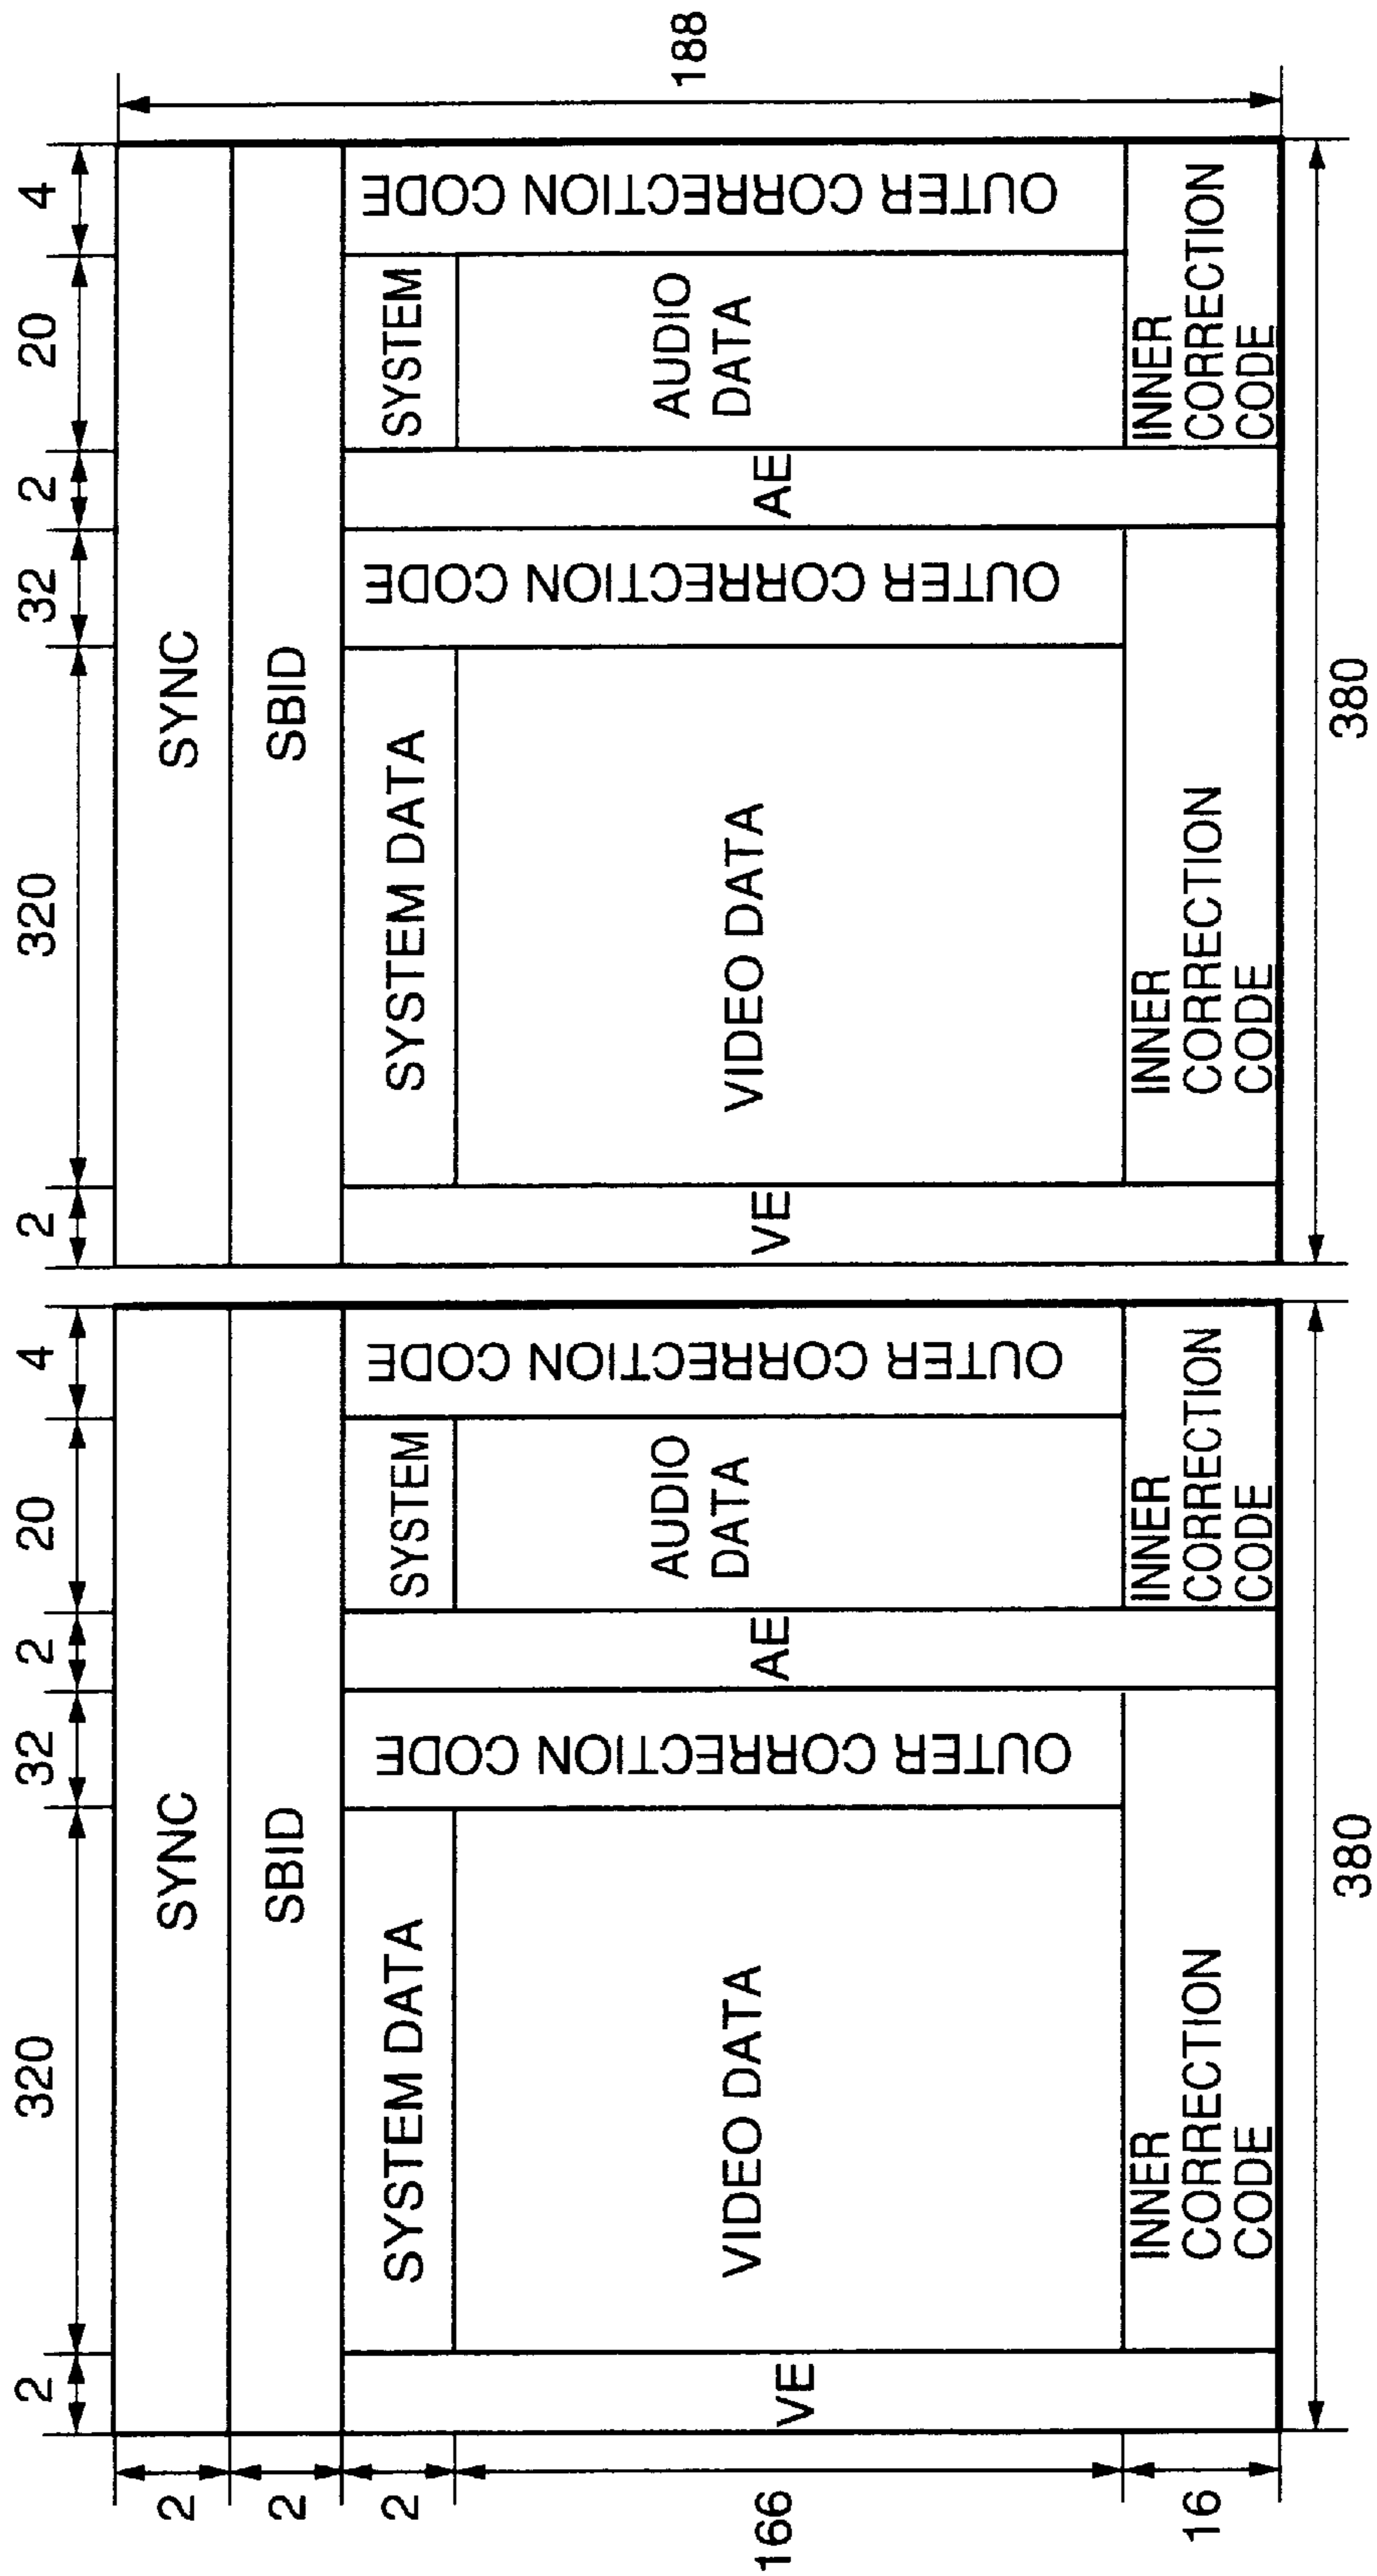 2
320
32
2
20
4
2
320
32
2
20
4
2
SYNC
SYNC
2
SBID
SBID
2
SYSTEM DATA
SYSTEM
SYSTEM DATA
SYSTEM
166
VE
VIDEO DATA
OUTER CORRECTION CODE
AE
AUDIO
DATA
OUTER CORRECTION CODE
VE
VIDEO DATA
OUTER CORRECTION CODE
AE
AUDIO
DATA
OUTER CORRECTION CODE
188
16
INNER
CORRECTION
CODE
INNER
CORRECTION
CODE
INNER
CORRECTION
CODE
INNER
CORRECTION
CODE
380
380